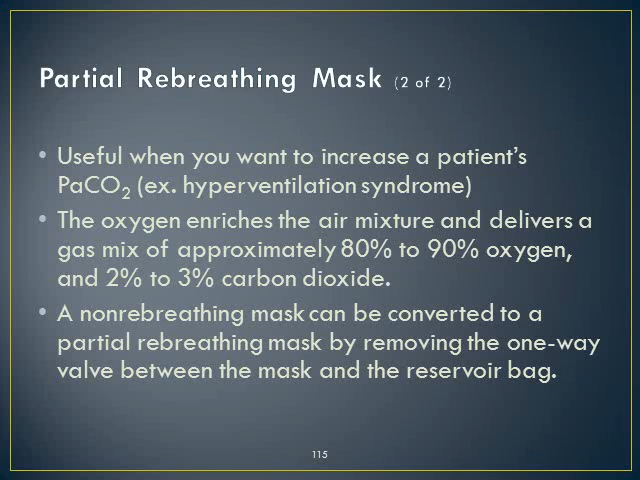 Partial Rebreathing Mask (2 of 2)
• Useful when you want to increase a patient's
PaCO2 (ex. hyperventilation syndrome)
• The oxygen enriches the air mixture and delivers a
gas mix of approximately 80% to 90% oxygen,
and 2% to 3% carbon dioxide.
• A nonrebreathing mask can be converted to a
partial rebreathing mask by removing the one-way
valve between the mask and the reservoir bag.
115